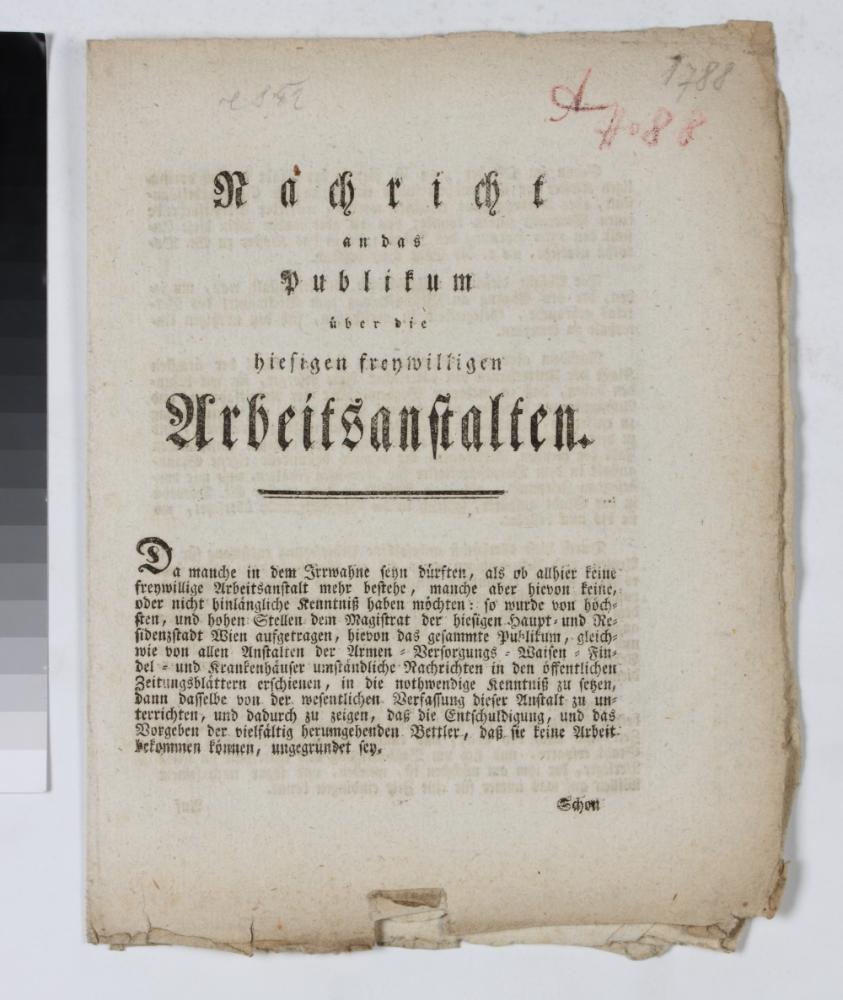 1788
A
No 88
Nachricht
an das
Publikum
über die
hiesigen freywilligen
Arbeitsanstalten.
Da manche in dem Irrwahne seyn dürften, als ob allhier keine
freywillige Arbeitsanstalt mehr bestehe, manche aber hievon keine,
oder nicht hinlängliche Kenntniß haben möchten: so wurde von höch-
sten, und hohen Stellen dem Magistrat der hiesigen Haupt- und Re-
sidenzstadt Wien aufgetragen, hievon das gesammte Publikum, gleich-
wie von allen Anstalten der Armen- Versorgungs- Waisen- Fin-
del- und Krankenhäuser umständliche Nachrichten in den öffentlichen
Zeitungsblättern erschienen, in die nothwendige Kenntniß zu setzen,
dann dasselbe von der wesentlichen Verfassung dieser Anstalt zu un-
terrichten, und dadurch zu zeigen, daß die Entschuldigung, und das
Vorgeben der vielfältig herumgehenden Bettler, daß sie keine Arbeit
bekommen können, ungegründet sey.
Schon